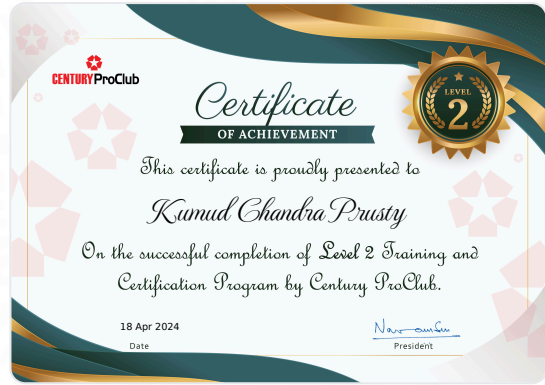 CENTURY ProClub
Certificate
OF ACHIEVEMENT
LEVEL
2
This certificate is proudly presented to
Kumud Chandra Prusty
On the successful completion of Level 2 Training and
Certification Program by Century ProClub.
18 Apr 2024
Date
President